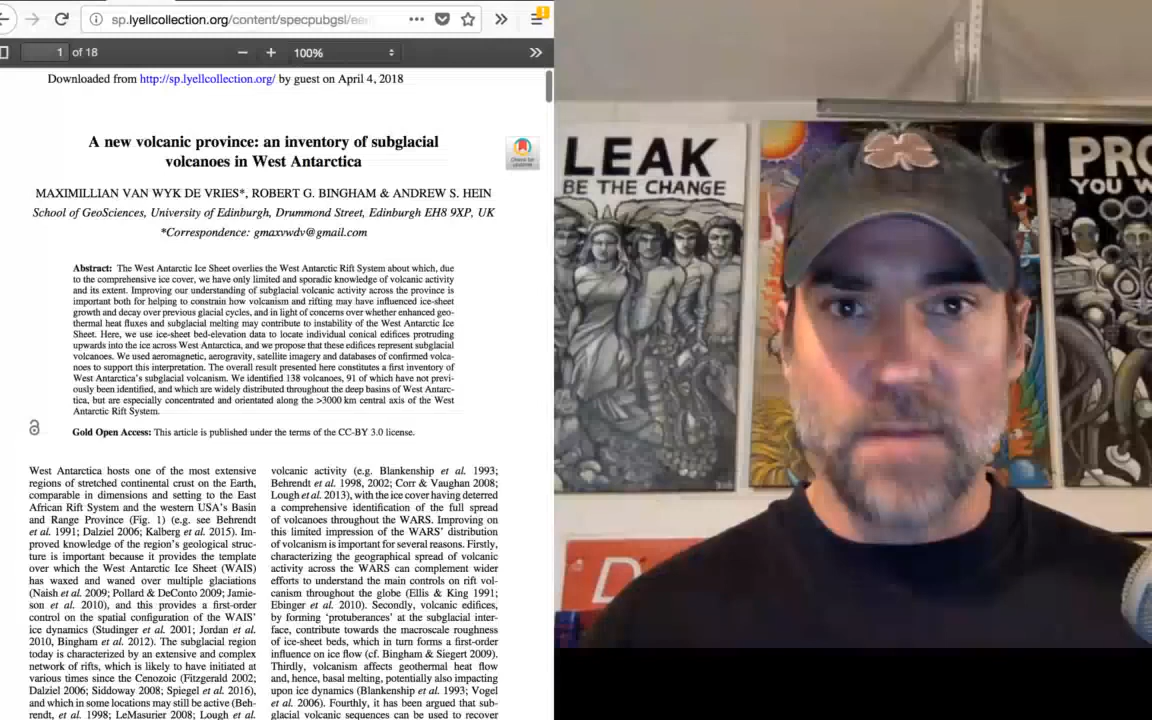 sp.lyellcollection.org/content/specpubgsl/ea
1
1 of 18
100%
Downloaded from http://sp.lyellcollection.org/ by guest on April 4, 2018
A new volcanic province: an inventory of subglacial
volcanoes in West Antarctica
MAXIMILLIAN VAN WYK DE VRIES*, ROBERT G. BINGHAM & ANDREW S. HEIN
School of GeoSciences, University of Edinburgh, Drummond Street, Edinburgh EH8 9XP, UK
*Correspondence: gmaxvwdv@gmail.com
Abstract: The West Antarctic Ice Sheet overlies the West Antarctic Rift System about which, due
to the comprehensive ice cover, we have only limited and sporadic knowledge of volcanic activity
and its extent. Improving our understanding of subglacial volcanic activity across the province is
important both for helping to constrain how volcanism and rifting may have influenced ice-sheet
growth and decay over previous glacial cycles, and in light of concerns over whether enhanced geo-
thermal heat fluxes and subglacial melting may contribute to instability of the West Antarctic Ice
Sheet. Here, we use ice-sheet bed-elevation data to locate individual conical edifices protruding
upwards into the ice across West Antarctica, and we propose that these edifices represent subglacial
volcanoes. We used aeromagnetic, aerogravity, satellite imagery and databases of confirmed volca-
noes to support this interpretation. The overall result presented here constitutes a first inventory of
West Antarctica's subglacial volcanism. We identified 138 volcanoes, 91 of which have not previ-
ously been identified, and which are widely distributed throughout the deep basins of West Antarc-
tica, but are especially concentrated and orientated along the >3000 km central axis of the West
Antarctic Rift System.
Gold Open Access: This article is published under the terms of the CC-BY 3.0 license.
West Antarctica hosts one of the most extensive
regions of stretched continental crust on the Earth,
comparable in dimensions and setting to the East
African Rift System and the western USA's Basin
and Range Province (Fig. 1) (e.g. see Behrendt
et al. 1991; Dalziel 2006; Kalberg et al. 2015). Im-
proved knowledge of the region's geological struc-
ture is important because it provides the template
over which the West Antarctic Ice Sheet (WAIS)
has waxed and waned over multiple glaciations
(Naish et al. 2009; Pollard & DeConto 2009; Jamie-
son et al. 2010), and this provides a first-order
control on the spatial configuration of the WAIS'
ice dynamics (Studinger et al. 2001; Jordan et al.
2010, Bingham et al. 2012). The subglacial region
today is characterized by an extensive and complex
network of rifts, which is likely to have initiated at
various times since the Cenozoic (Fitzgerald 2002;
Dalziel 2006; Siddoway 2008; Spiegel et al. 2016),
and which in some locations may still be active (Beh-
rendt, et al. 1998; LeMasurier 2008; Lough et al.
volcanic activity (e.g. Blankenship et al. 1993;
Behrendt et al. 1998, 2002; Corr & Vaughan 2008;
Lough et al. 2013), with the ice cover having deterred
a comprehensive identification of the full spread
of volcanoes throughout the WARS. Improving on
this limited impression of the WARS' distribution
of volcanism is important for several reasons. Firstly,
characterizing the geographical spread of volcanic
activity across the WARS can complement wider
efforts to understand the main controls on rift vol-
canism throughout the globe (Ellis & King 1991;
Ebinger et al. 2010). Secondly, volcanic edifices,
by forming 'protuberances' at the subglacial inter-
face, contribute towards the macroscale roughness
of ice-sheet beds, which in turn forms a first-order
influence on ice flow (cf. Bingham & Siegert 2009).
Thirdly, volcanism affects geothermal heat flow
and, hence, basal melting, potentially also impacting
upon ice dynamics (Blankenship et al. 1993; Vogel
et al. 2006). Fourthly, it has been argued that sub-
glacial volcanic sequences can be used to recover
LEAK
BE THE CHANGE
PRO
YOU W
D